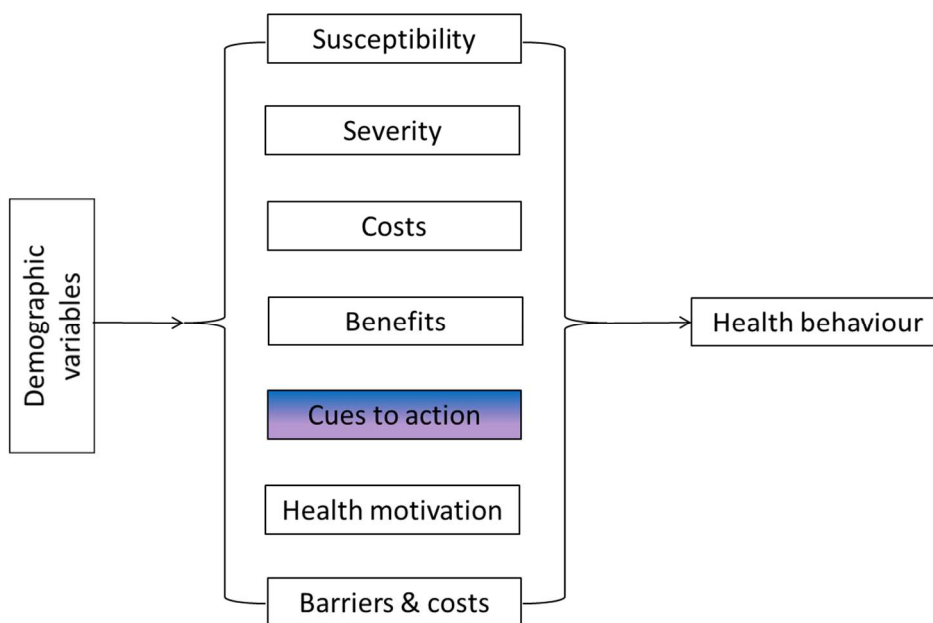 Demographic
variables
Susceptibility
Severity
Costs
Benefits
Cues to action
Health motivation
Barriers & costs
Health behaviour